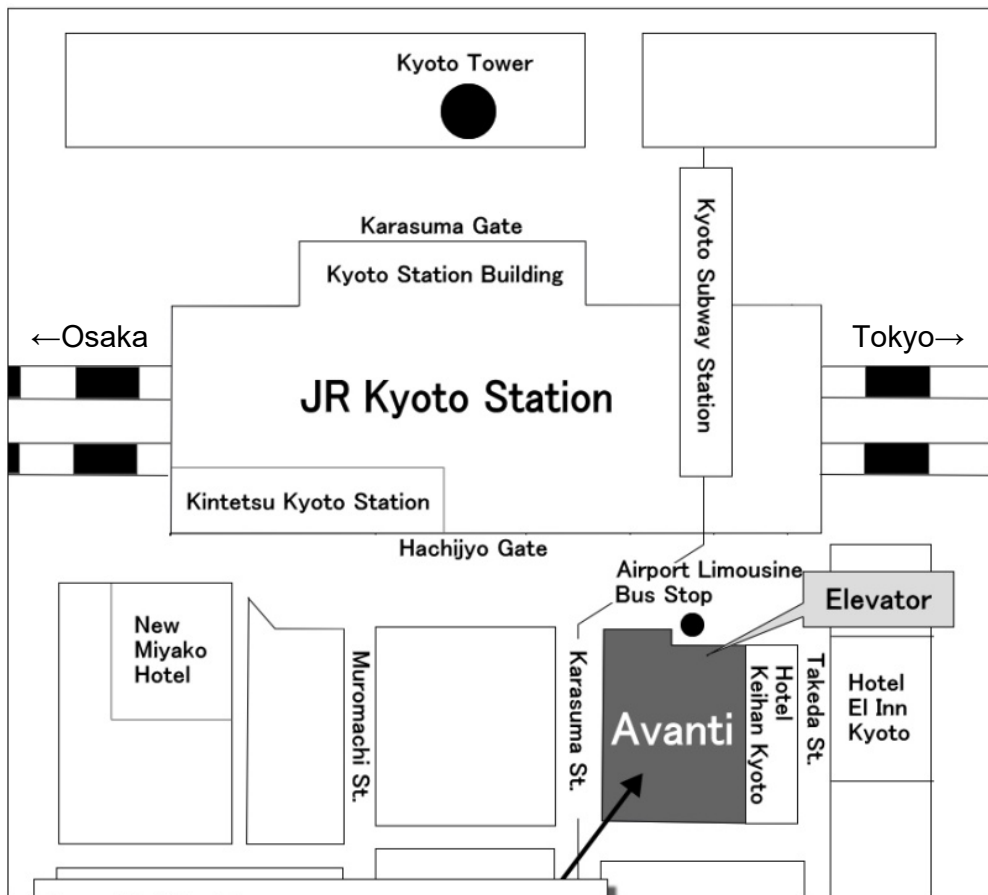 Kyoto Tower
Karasuma Gate
Kyoto Station Building
Kyoto Subway Station
←Osaka
Tokyo→
JR Kyoto Station
Kintetsu Kyoto Station
Hachijyo Gate
Airport Limousine
Bus Stop
Elevator
New
Miyako
Hotel
Muromachi St.
Karasuma St.
Avanti
Hotel
Keihan Kyoto
Takeda St.
Hotel
El Inn
Kyoto